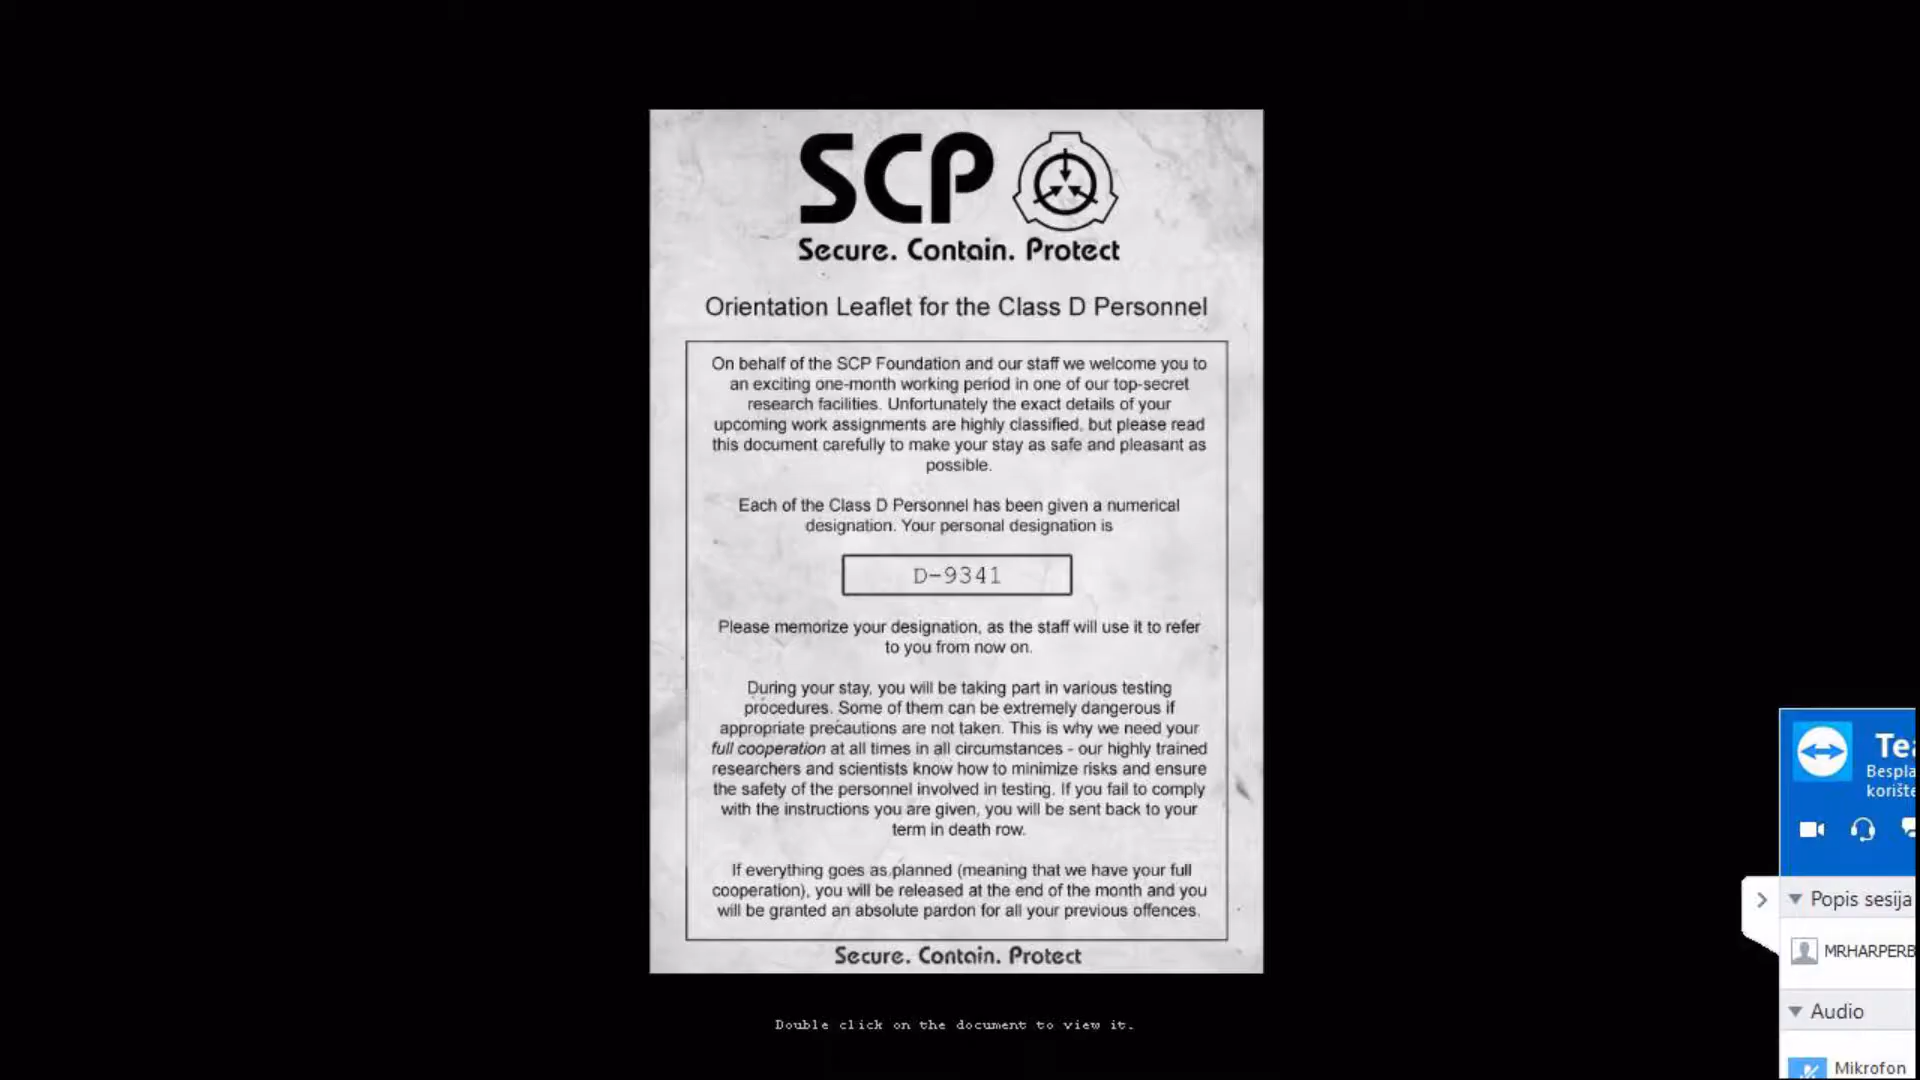 SCP
Secure. Contain. Protect
Orientation Leaflet for the Class D Personnel
On behalf of the SCP Foundation and our staff we welcome you to
an exciting one-month working period in one of our top-secret
research facilities. Unfortunately the exact details of your
upcoming work assignments are highly classified, but please read
this document carefully to make your stay as safe and pleasant as
possible.
Each of the Class D Personnel has been given a numerical
designation. Your personal designation is
D-9341
Please memorize your designation, as the staff will use it to refer
to you from now on.
During your stay, you will be taking part in various testing
procedures. Some of them can be extremely dangerous if
appropriate precautions are not taken. This is why we need your
full cooperation at all times in all circumstances - our highly trained
researchers and scientists know how to minimize risks and ensure
the safety of the personnel involved in testing. If you fail to comply
with the instructions you are given, you will be sent back to your
term in death row.
If everything goes as planned (meaning that we have your full
cooperation), you will be released at the end of the month and you
will be granted an absolute pardon for all your previous offences.
Secure. Contain. Protect
Double click on the document to view it.
Tea
Bespla
korište
Popis sesija
MRHARPERB
Audio
Mikrofon